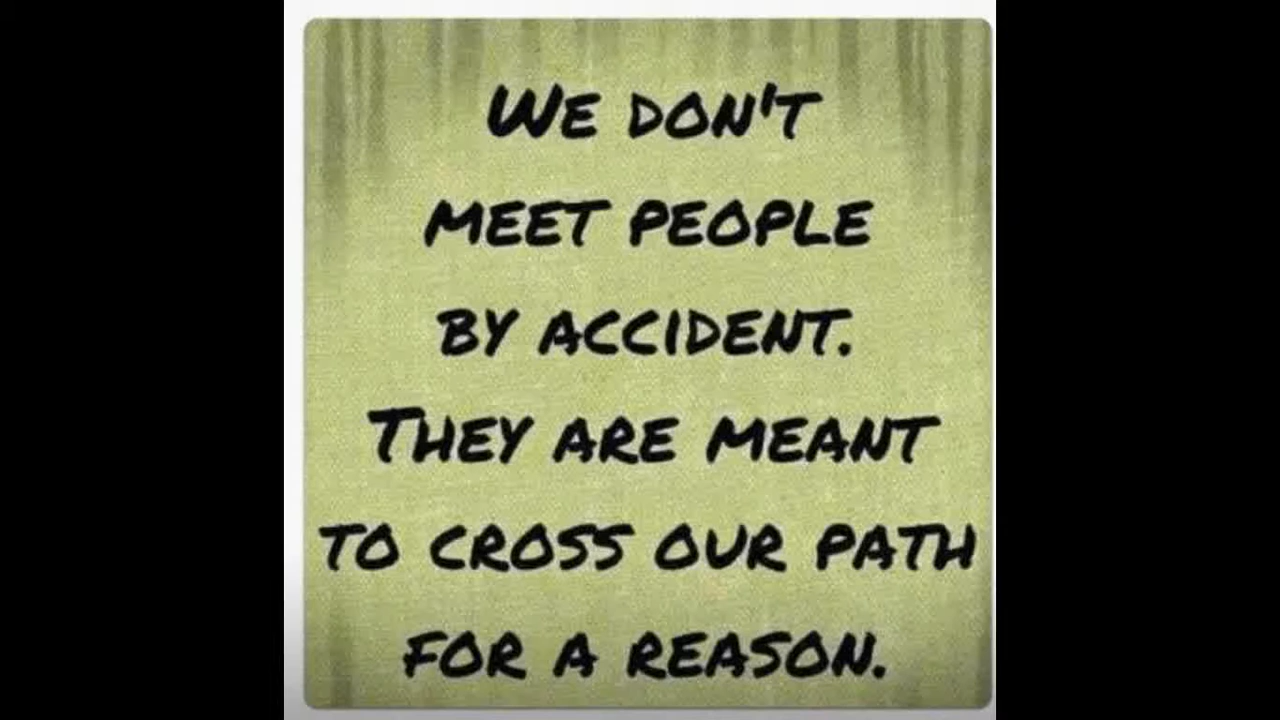 We don't
meet people
by accident.
They are meant
to cross our path
for a reason.